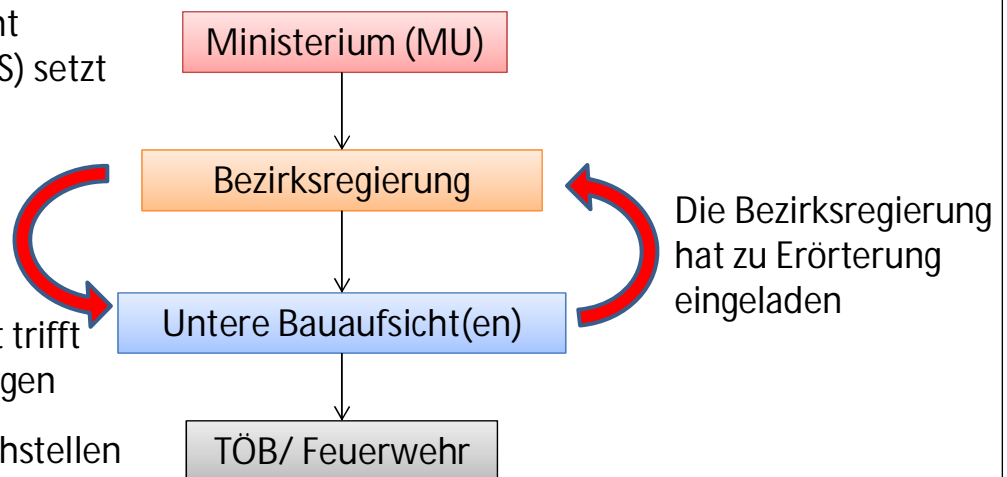 nt
S) setzt
Ministerium (MU)
Bezirksregierung
Die Bezirksregierung
hat zu Erörterung
eingeladen
Untere Bauaufsicht(en)
t trifft
gen
hstellen
TÖB/ Feuerwehr